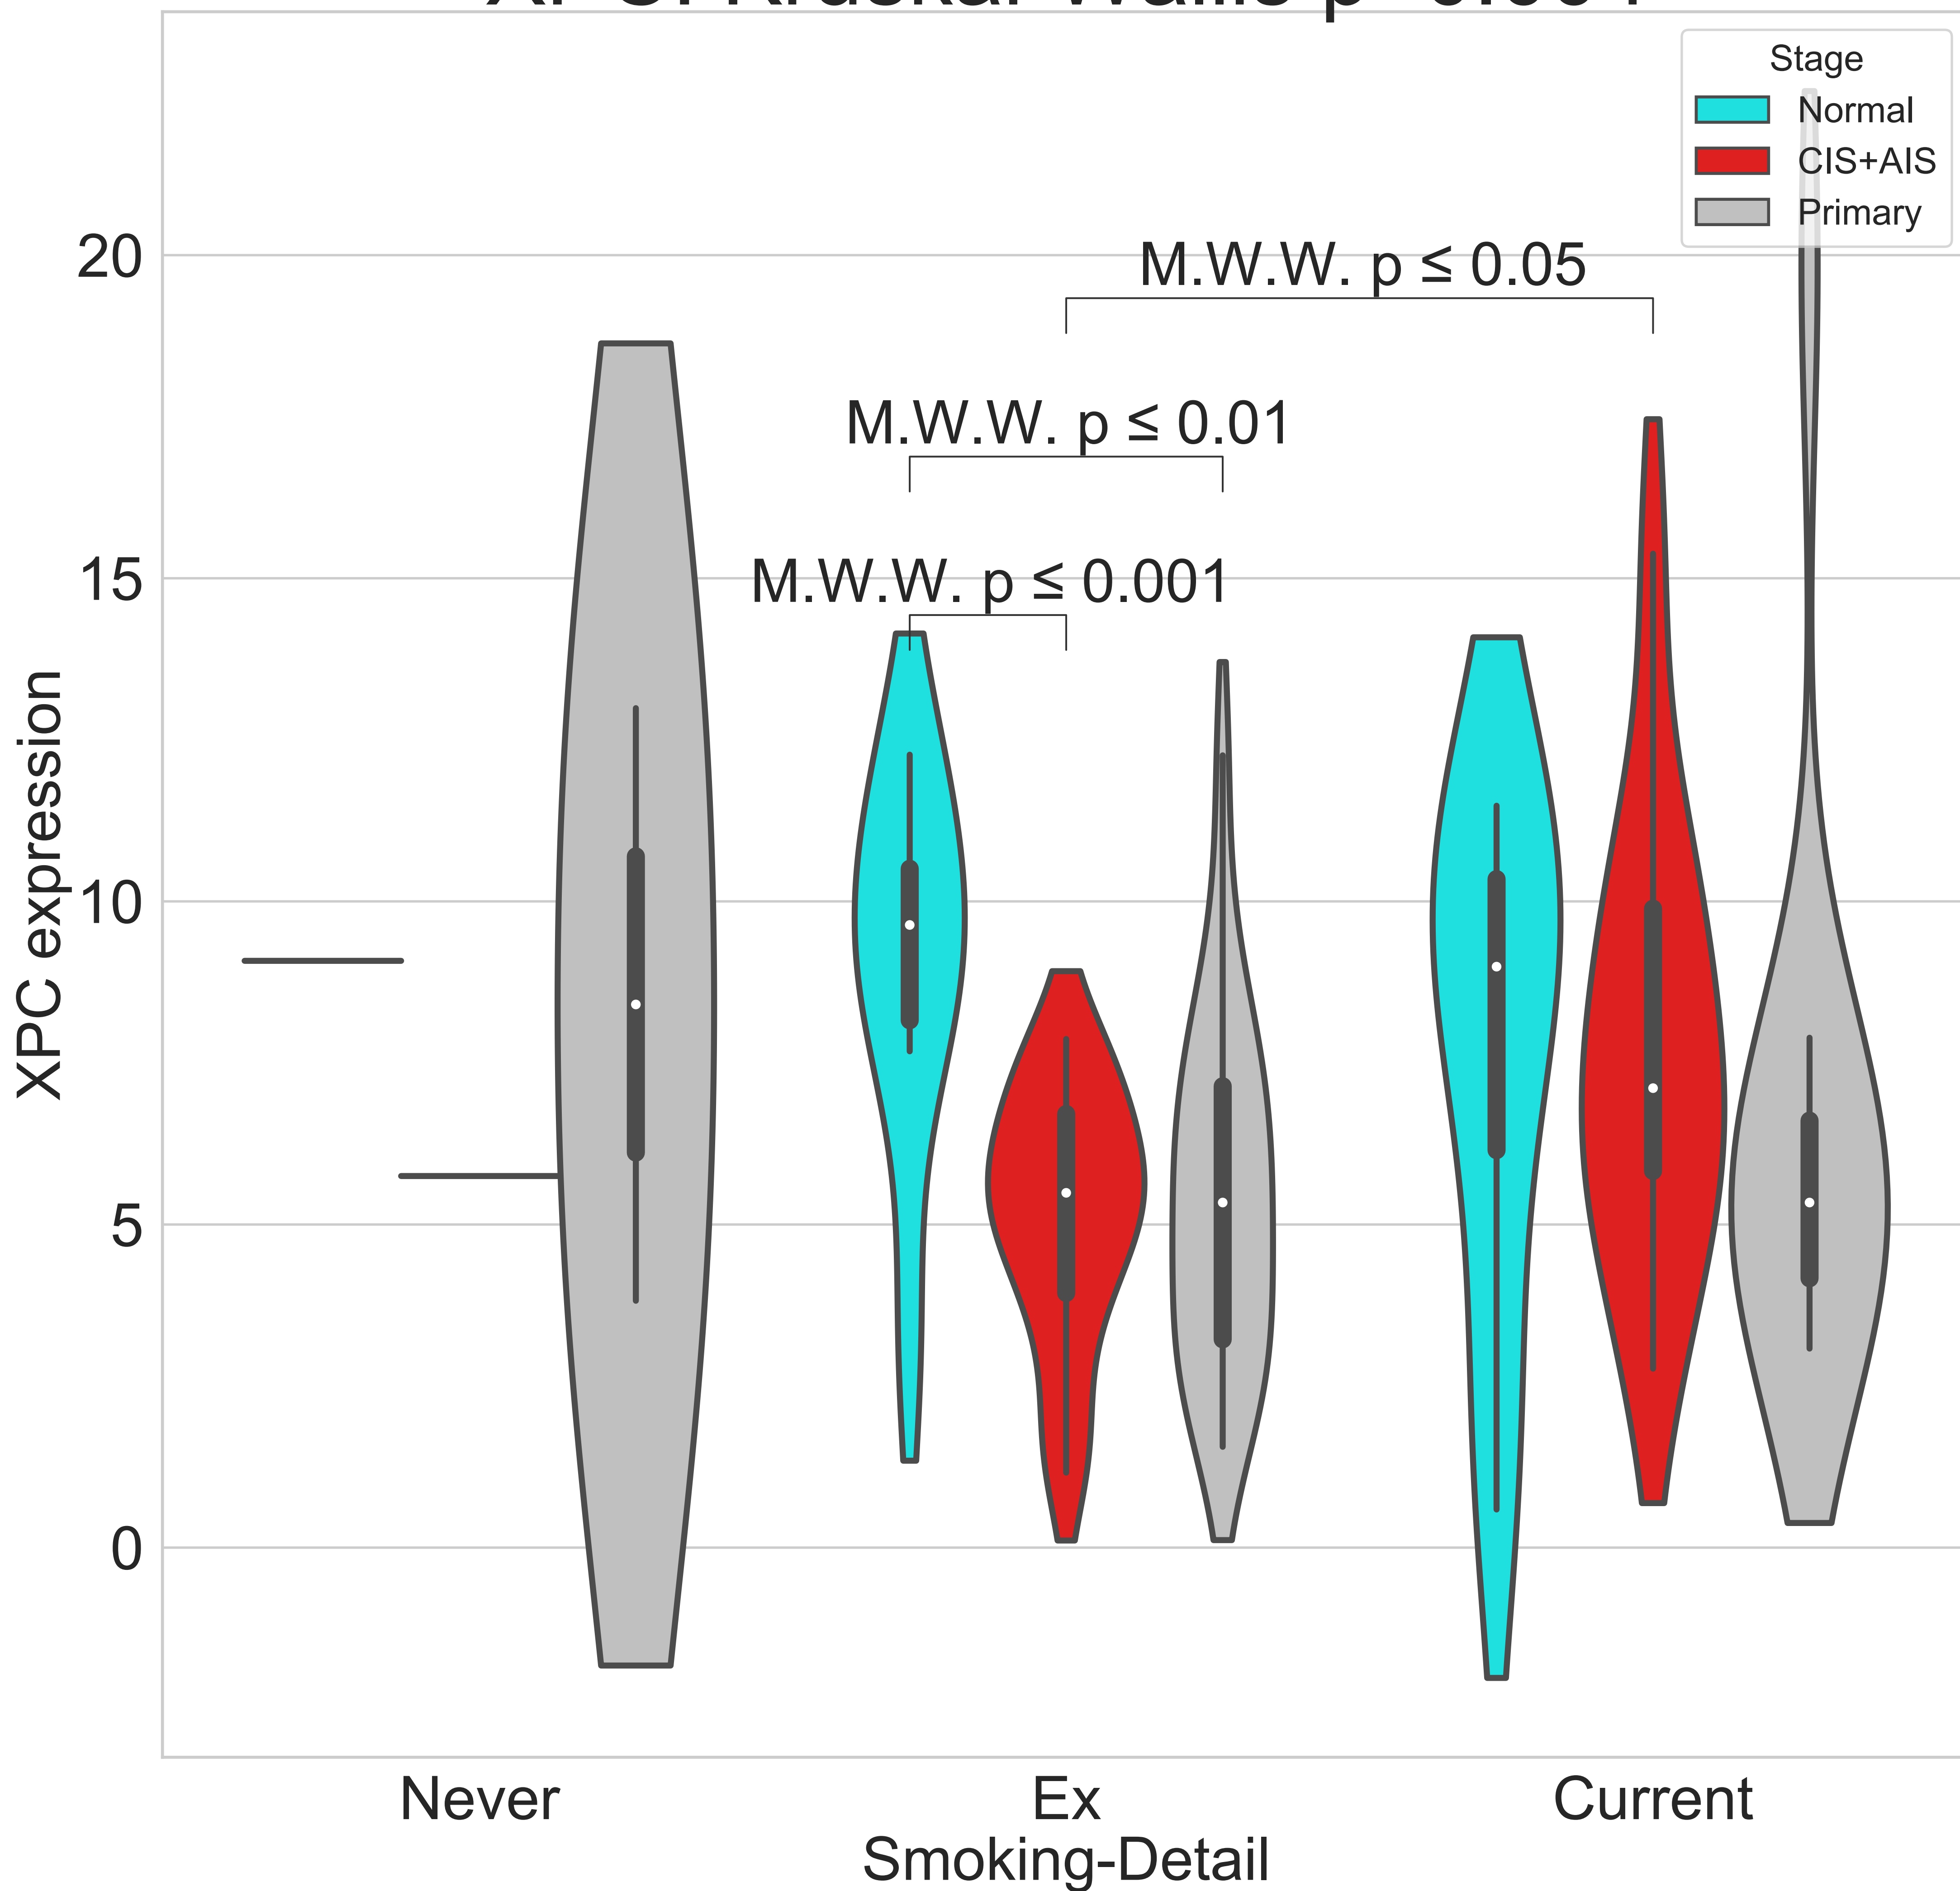 Stage
Normal
CIS+AIS
Primary
20
M.W.W. p ≤ 0.05
M.W.W. p ≤ 0.01
15
M.W.W. p ≤ 0.001
10
5
0
XPC expression
Never
Ex
Current
Smoking-Detail